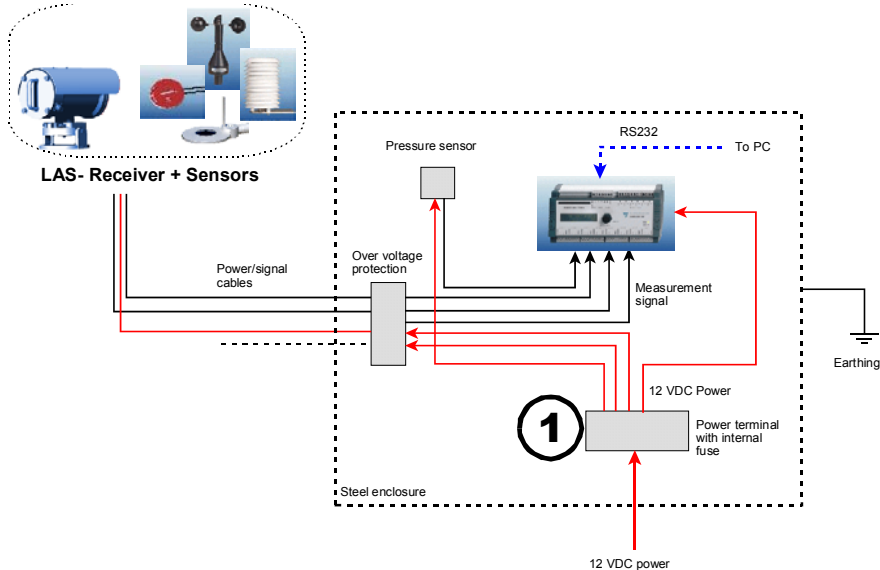 RS232
To PC
Pressure sensor
LAS- Receiver + Sensors
Over voltage
protection
Power/signal
cables
Measurement
signal
Earthing
12 VDC Power
1
Power terminal
with internal
fuse
Steel enclosure
12 VDC power